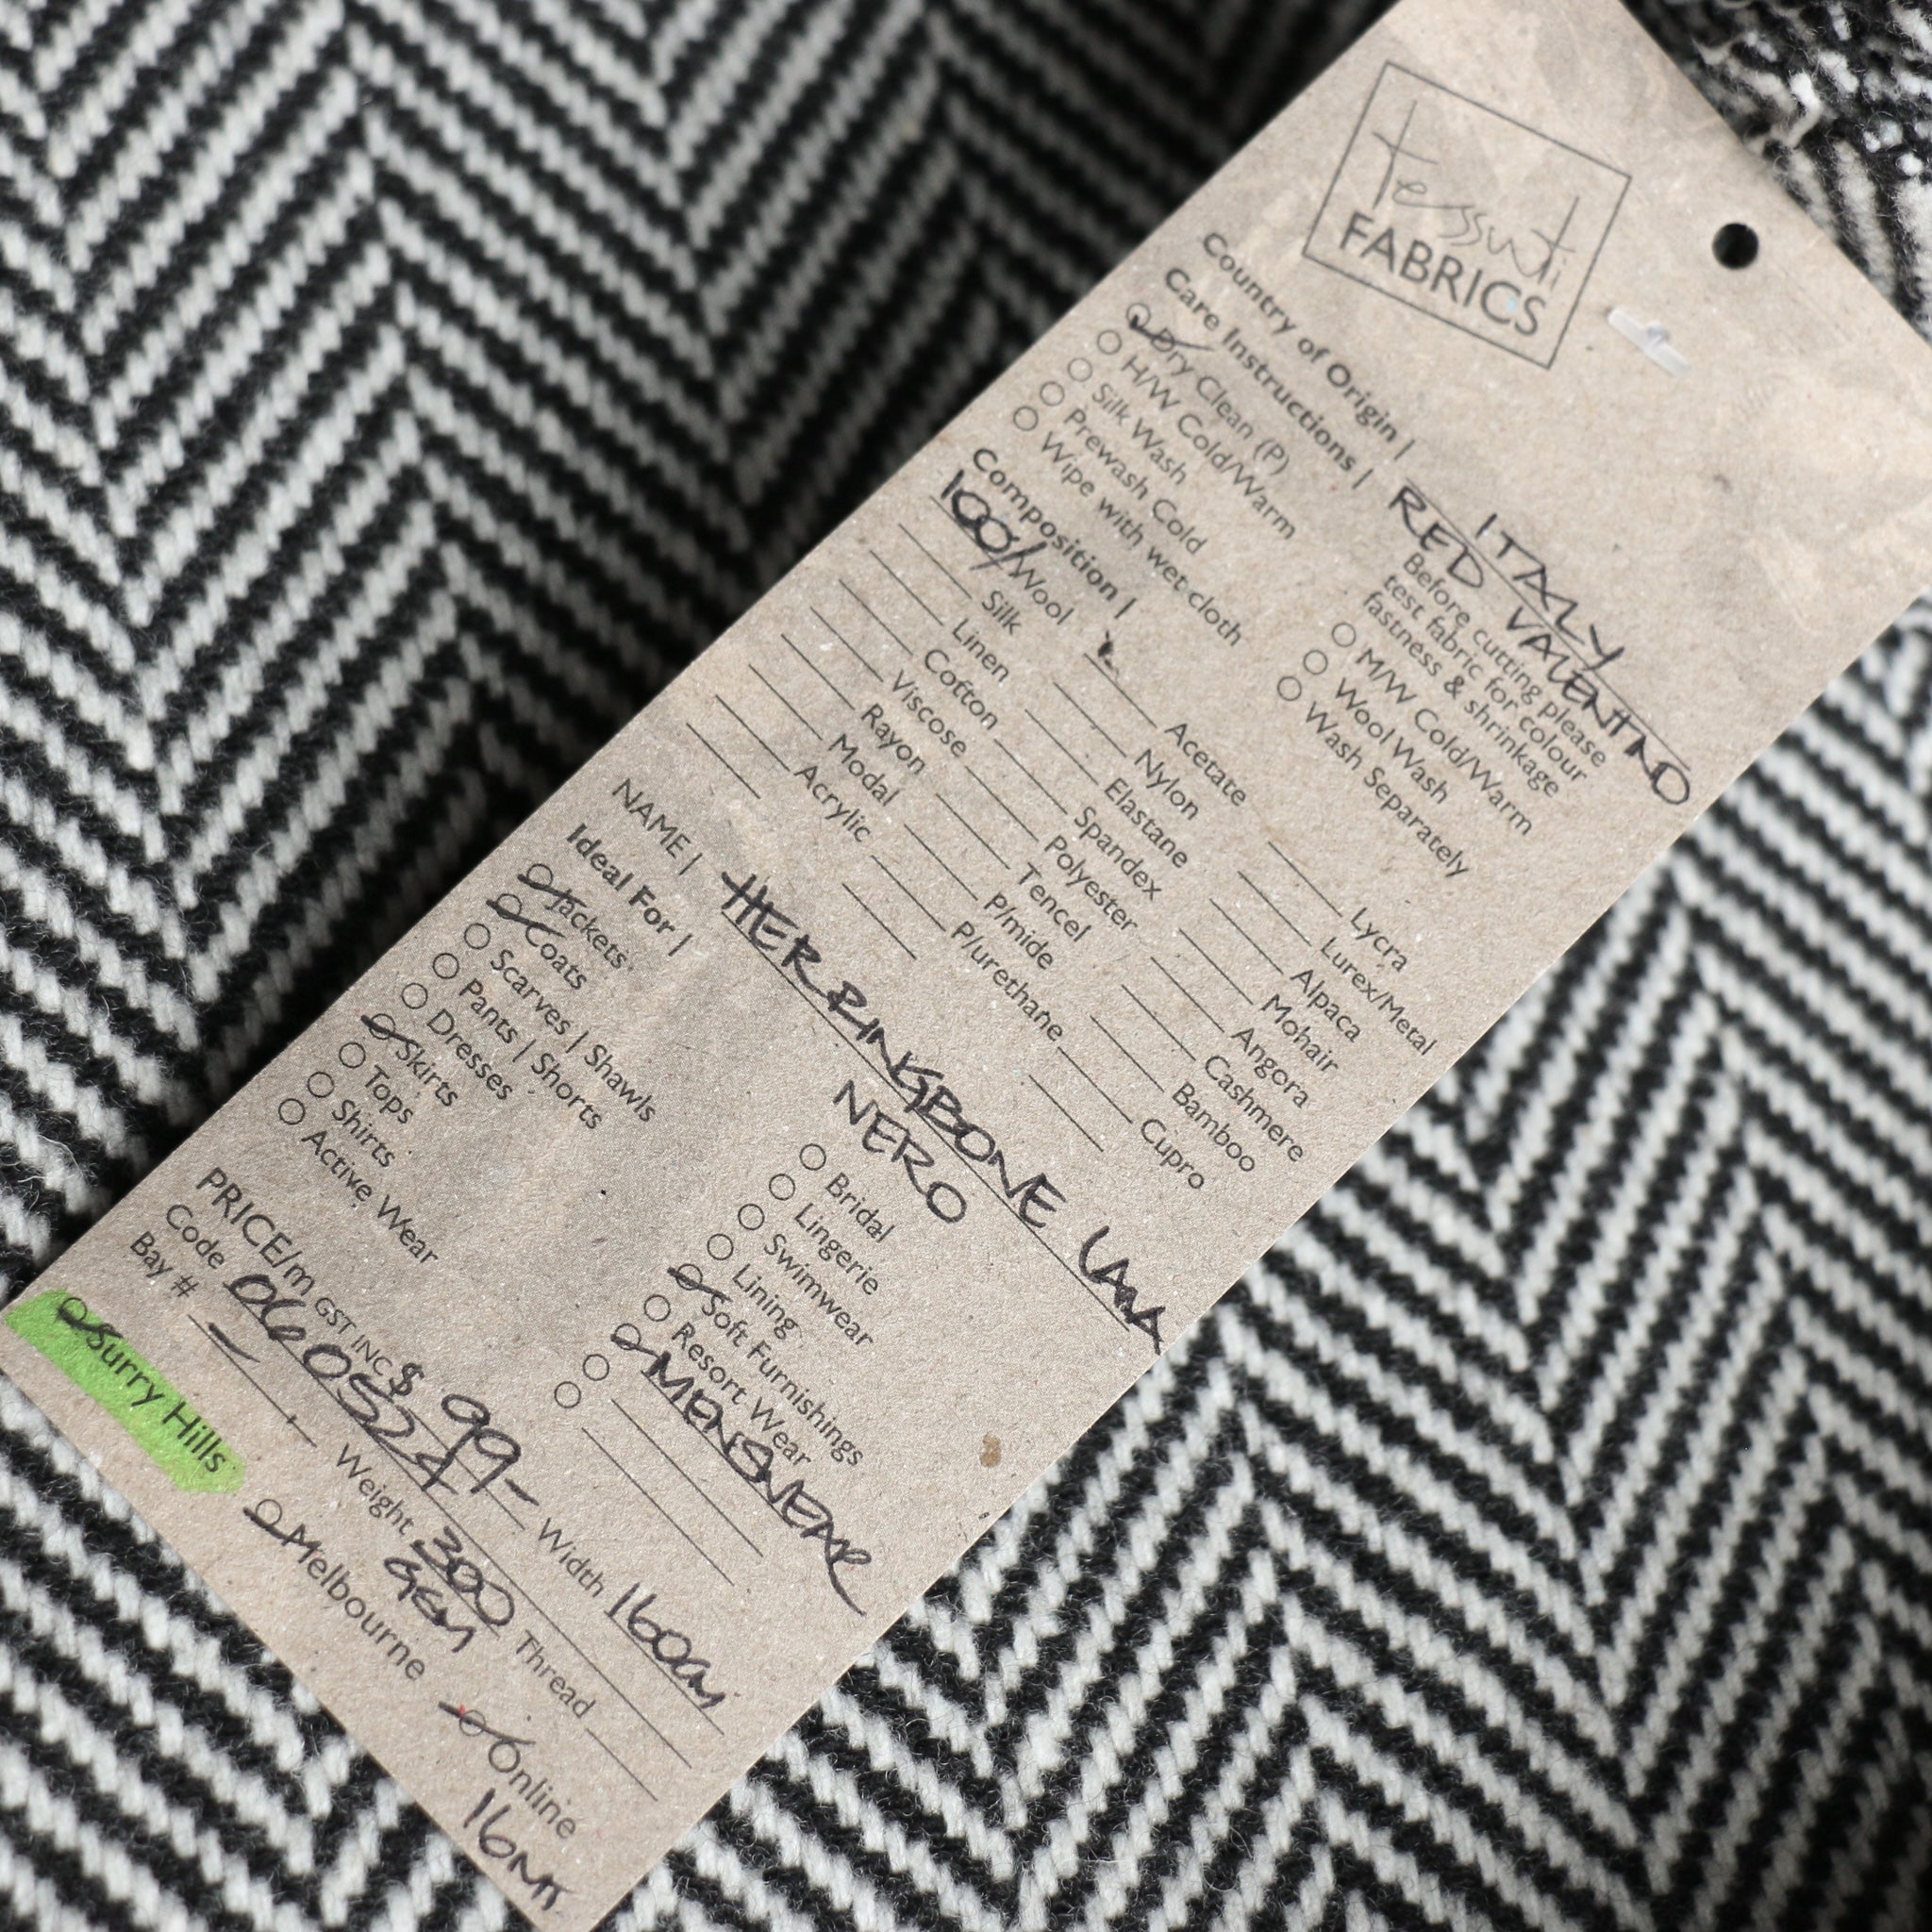 tessuti
FABRICS
Country of Origin | ITALY
Care Instructions | RED VALENTINO
Dry Clean (P)
H/W Cold/Warm
Silk Wash
Prewash Cold
Wipe with wet cloth
Before cutting please
test fabric for colour
fastness & shrinkage
M/W Cold/Warm
Wool Wash
Wash Separately
Composition |
100% Wool
Silk
Linen
Cotton
Viscose
Rayon
Modal
Acrylic
Acetate
Nylon
Elastane
Spandex
Polyester
Tencel
P/mide
P/urethane
Lycra
Lurex/Metal
Alpaca
Mohair
Angora
Cashmere
Bamboo
Cupro
NAME | HERRINGBONE LANA
NERO
Ideal For |
Jackets
Coats
Scarves | Shawls
Pants | Shorts
Dresses
Skirts
Tops
Shirts
Active Wear
Bridal
Lingerie
Swimwear
Lining
Soft Furnishings
Resort Wear
MENSWEAR
PRICE/m GST INC $ 99- Width 160cm
Code 060524 Weight 300 Thread
GSM
Bay # -
Surry Hills Melbourne Online
16MT